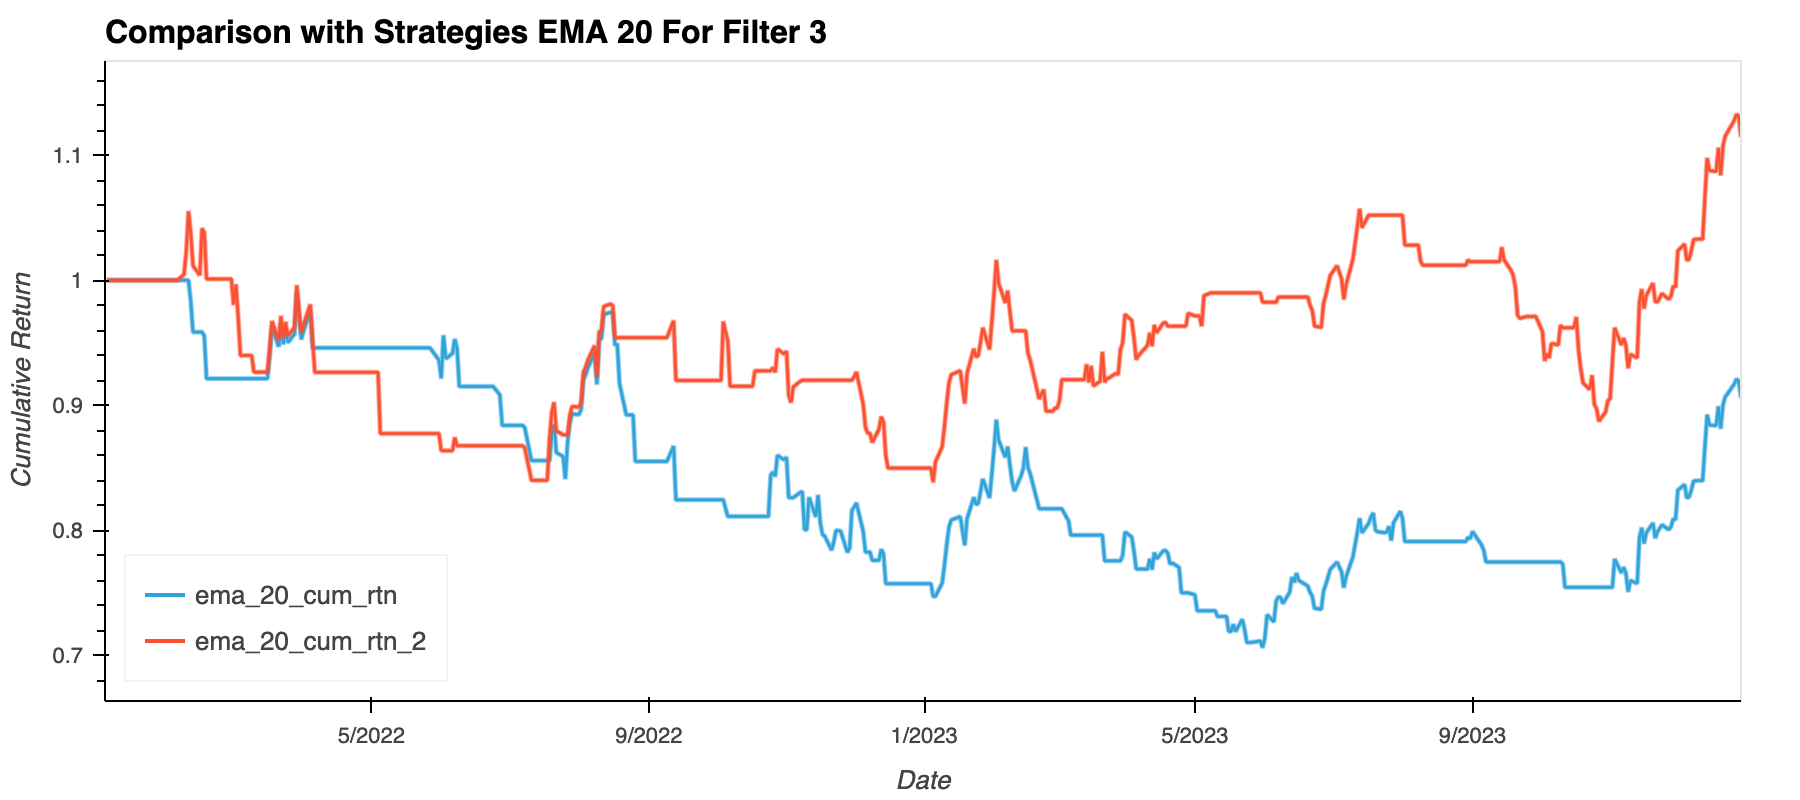 Comparison with Strategies EMA 20 For Filter 3
Cumulative Return
1.1
1
0.9
0.8
0.7
ema_20_cum_rtn
ema_20_cum_rtn_2
5/2022
9/2022
1/2023
5/2023
9/2023
Date